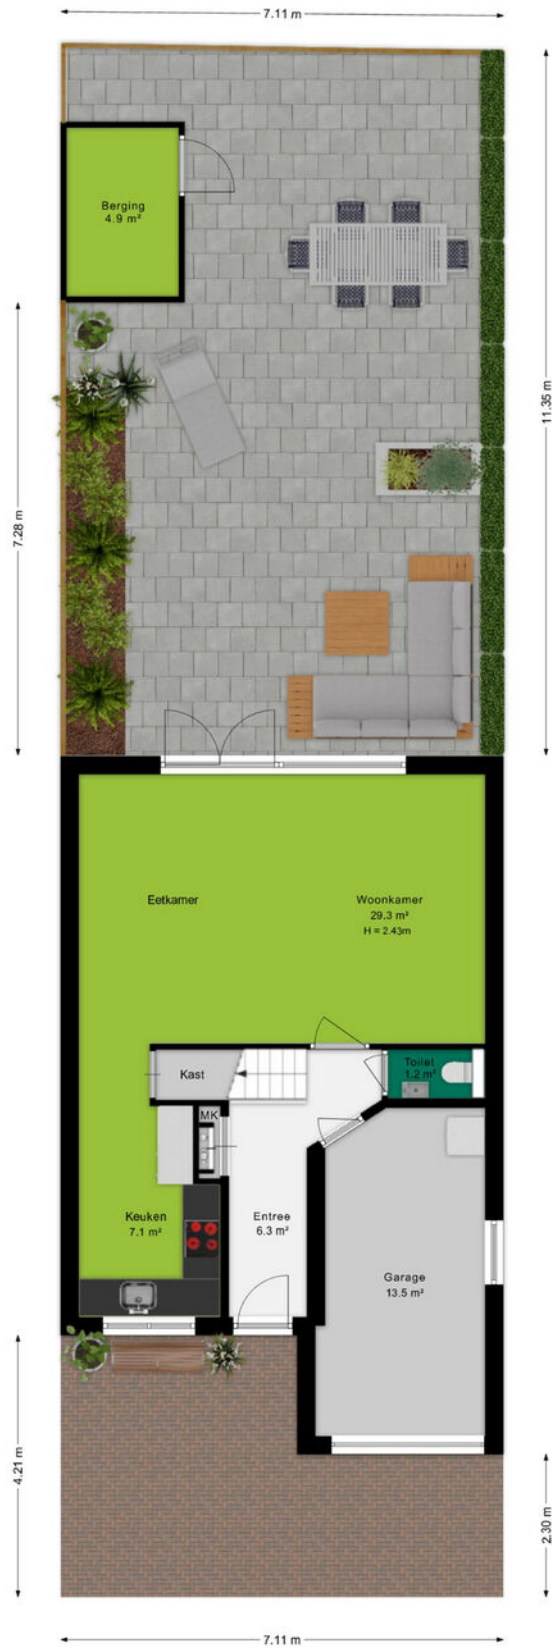 7.11 m
Berging
4.9 m²
11.35 m
7.28 m
Eetkamer
Woonkamer
29.3 m²
H = 2.43m
Kast
Toilet
1.2 m²
MK
Keuken
7.1 m²
Entree
6.3 m²
Garage
13.5 m²
4.21 m
2.30 m
7.11 m